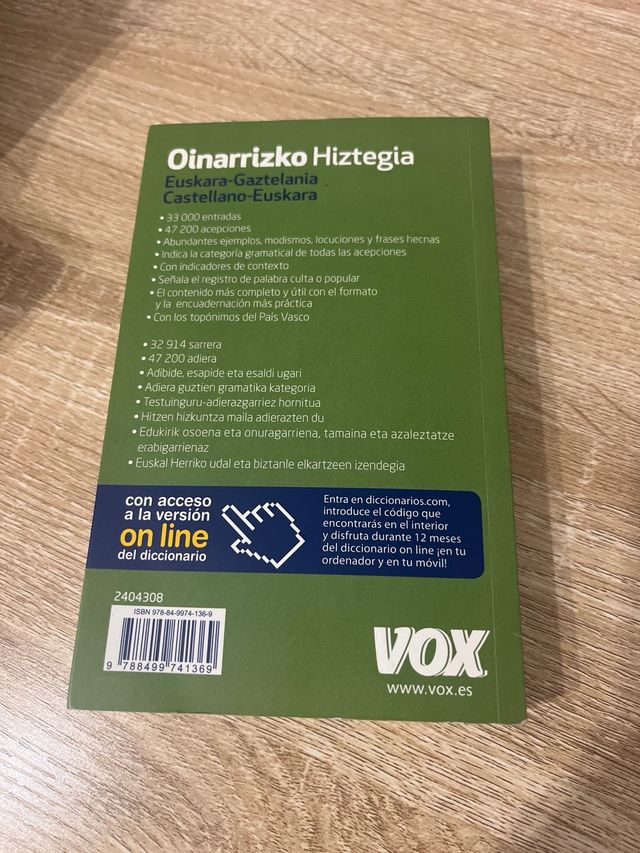 Oinarrizko Hiztegia
Euskara-Gaztelania
Castellano-Euskara
• 33 000 entradas
• 47 200 acepciones
• Abundantes ejemplos, modismos, locuciones y frases hechas
• Indica la categoría gramatical de todas las acepciones
• Con indicadores de contexto
• Señala el registro de palabra culta o popular
• El contenido más completo y útil con el formato
y la encuadernación más práctica
• Con los topónimos del País Vasco
• 32 914 sarrera
• 47 200 adiera
• Adibide, esapide eta esaldi ugari
• Adiera guztien gramatika kategoria
• Testuinguru-adierazgarriez hornitua
• Hitzen hizkuntza maila adierazten du
• Edukirik osoena eta onuragarriena, tamaina eta azaleztatze
erabigarrienaz
• Euskal Herriko udal eta biztanle elkartzeen izendegia
con acceso
a la versión
on line
del diccionario
Entra en diccionarios.com,
introduce el código que
encontrarás en el interior
y disfruta durante 12 meses
del diccionario on line ¡en tu
ordenador y en tu móvil!
2404308
ISBN 978-84-9974-136-9
9 788499 741369
VOX
www.vox.es